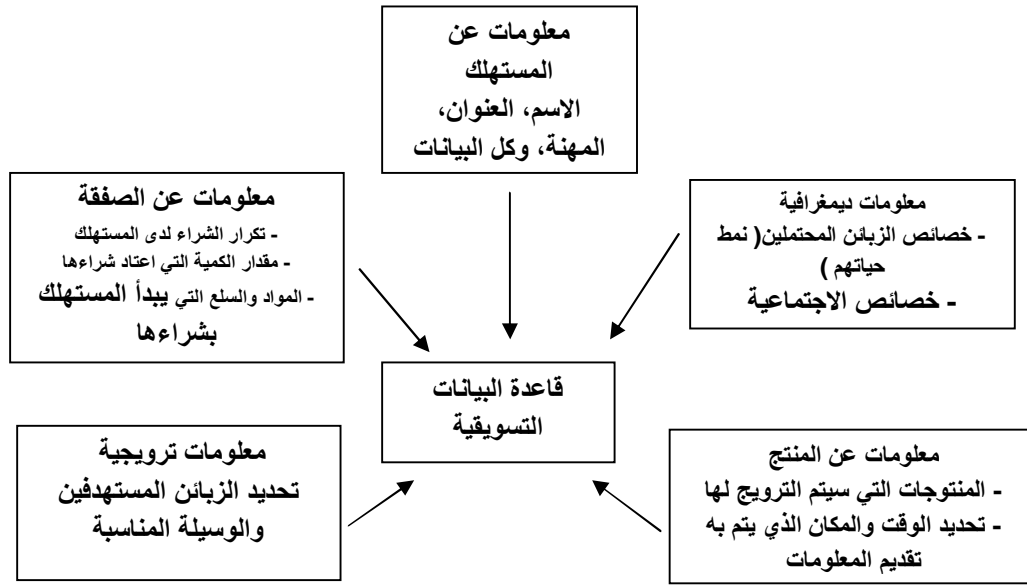 معلومات عن
المستهلك
الاسم، العنوان،
المهنة، وكل البيانات
معلومات ديمغرافية
- خصائص الزبائن المحتملين( نمط
حياتهم )
- خصائص الاجتماعية
معلومات عن الصفقة
- تكرار الشراء لدى المستهلك
- مقدار الكمية التي اعتاد شراءها
- المواد والسلع التي يبدأ المستهلك
بشراءها
قاعدة البيانات
التسويقية
معلومات عن المنتج
- المنتوجات التي سيتم الترويج لها
- تحديد الوقت والمكان الذي يتم به
تقديم المعلومات
معلومات ترويجية
تحديد الزبائن المستهدفين
والوسيلة المناسبة